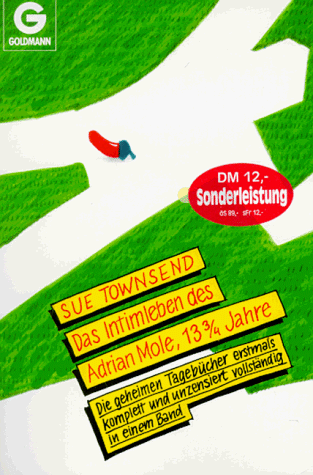 G
GOLDMANN
DM 12,-
Sonderleistung
öS 89,- sFr 12,-
SUE TOWNSEND
Das Intimleben des
Adrian Mole, 13 3/4 Jahre
Die geheimen Tagebücher erstmals
komplett und unzensiert vollständig
in einem Band